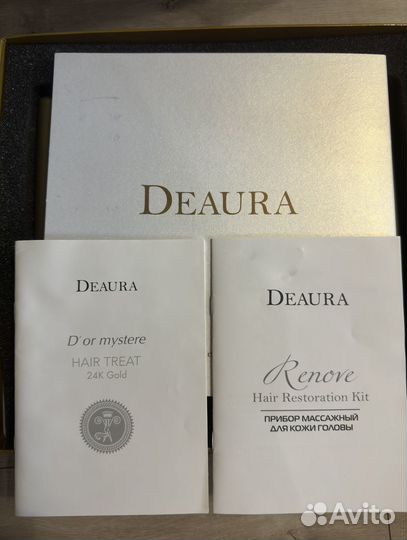 DEAURA
DEAURA
D'or mystere
HAIR TREAT
24K Gold
DEAURA
Renove
Hair Restoration Kit
ПРИБОР МАССАЖНЫЙ
ДЛЯ КОЖИ ГОЛОВЫ
Avito